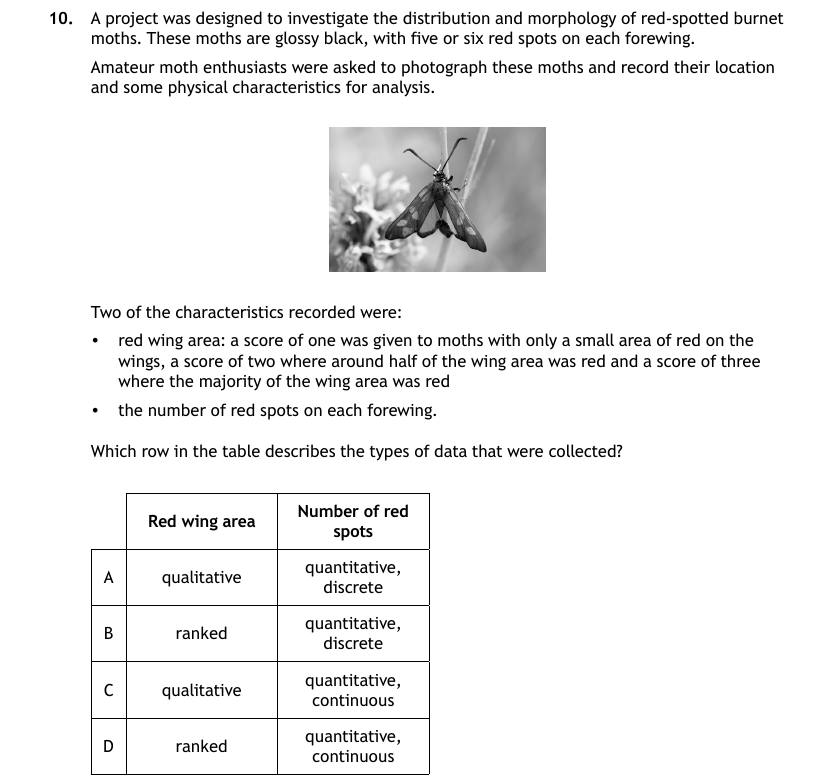 10. A project was designed to investigate the distribution and morphology of red-spotted burnet
moths. These moths are glossy black, with five or six red spots on each forewing.
Amateur moth enthusiasts were asked to photograph these moths and record their location
and some physical characteristics for analysis.
Two of the characteristics recorded were:
• red wing area: a score of one was given to moths with only a small area of red on the
wings, a score of two where around half of the wing area was red and a score of three
where the majority of the wing area was red
• the number of red spots on each forewing.
Which row in the table describes the types of data that were collected?
Red wing area
Number of red
spots
A
qualitative
quantitative,
discrete
B
ranked
quantitative,
discrete
C
qualitative
quantitative,
continuous
D
ranked
quantitative,
continuous